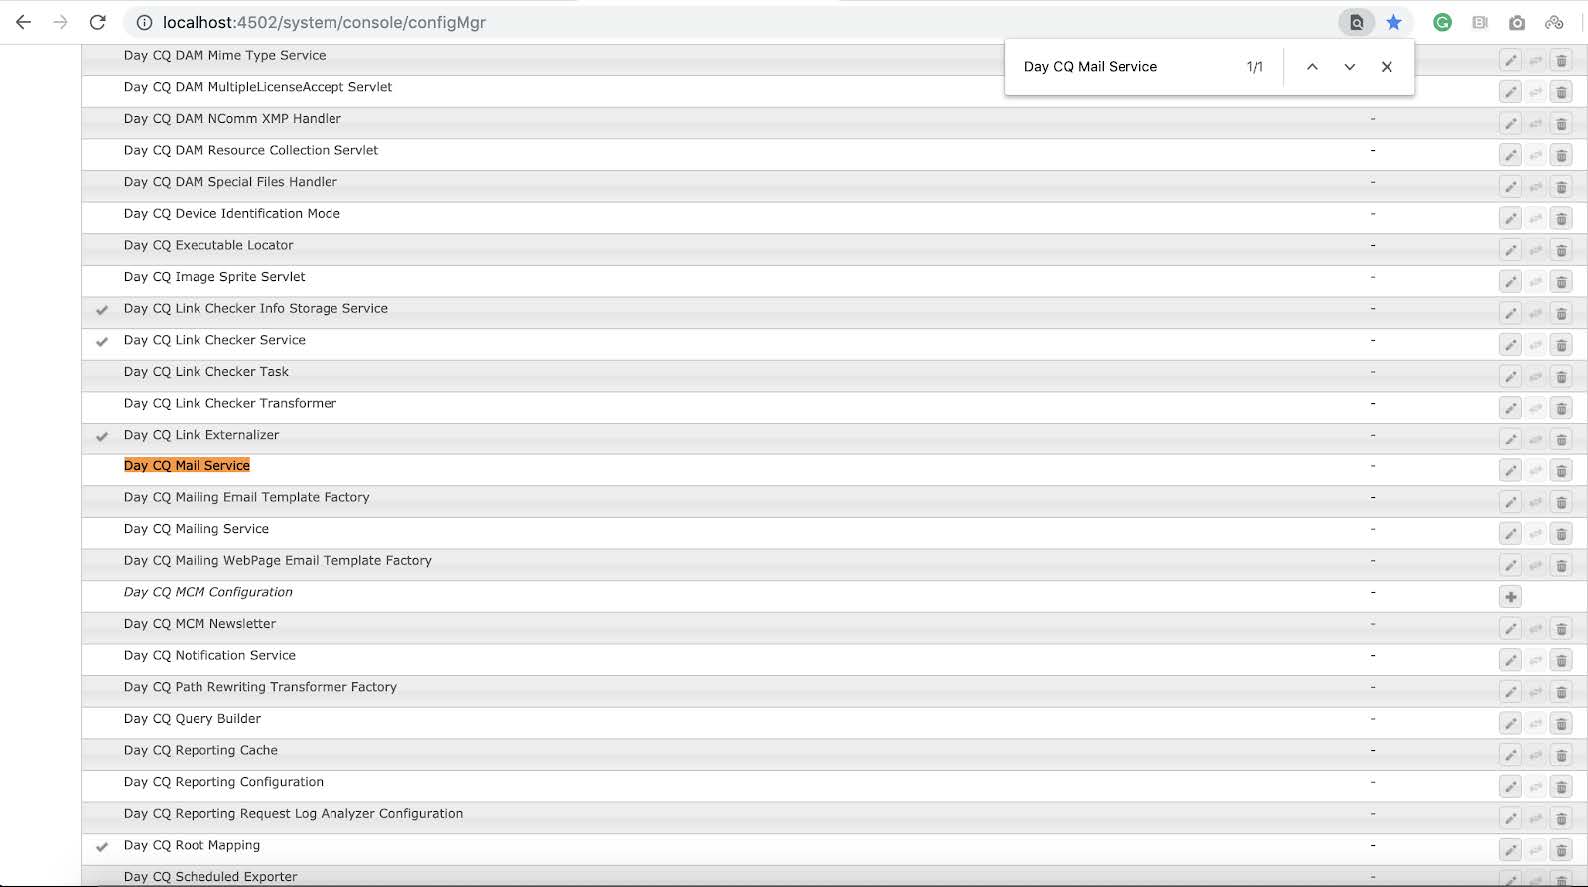 localhost:4502/system/console/configMgr
Day CQ Mail Service 1/1
Day CQ DAM Mime Type Service
Day CQ DAM MultipleLicenseAccept Servlet
Day CQ DAM NComm XMP Handler -
Day CQ DAM Resource Collection Servlet -
Day CQ DAM Special Files Handler -
Day CQ Device Identification Mode -
Day CQ Executable Locator -
Day CQ Image Sprite Servlet -
Day CQ Link Checker Info Storage Service -
Day CQ Link Checker Service -
Day CQ Link Checker Task -
Day CQ Link Checker Transformer -
Day CQ Link Externalizer -
Day CQ Mail Service -
Day CQ Mailing Email Template Factory -
Day CQ Mailing Service -
Day CQ Mailing WebPage Email Template Factory -
Day CQ MCM Configuration -
Day CQ MCM Newsletter -
Day CQ Notification Service -
Day CQ Path Rewriting Transformer Factory -
Day CQ Query Builder -
Day CQ Reporting Cache -
Day CQ Reporting Configuration -
Day CQ Reporting Request Log Analyzer Configuration -
Day CQ Root Mapping -
Day CQ Scheduled Exporter -